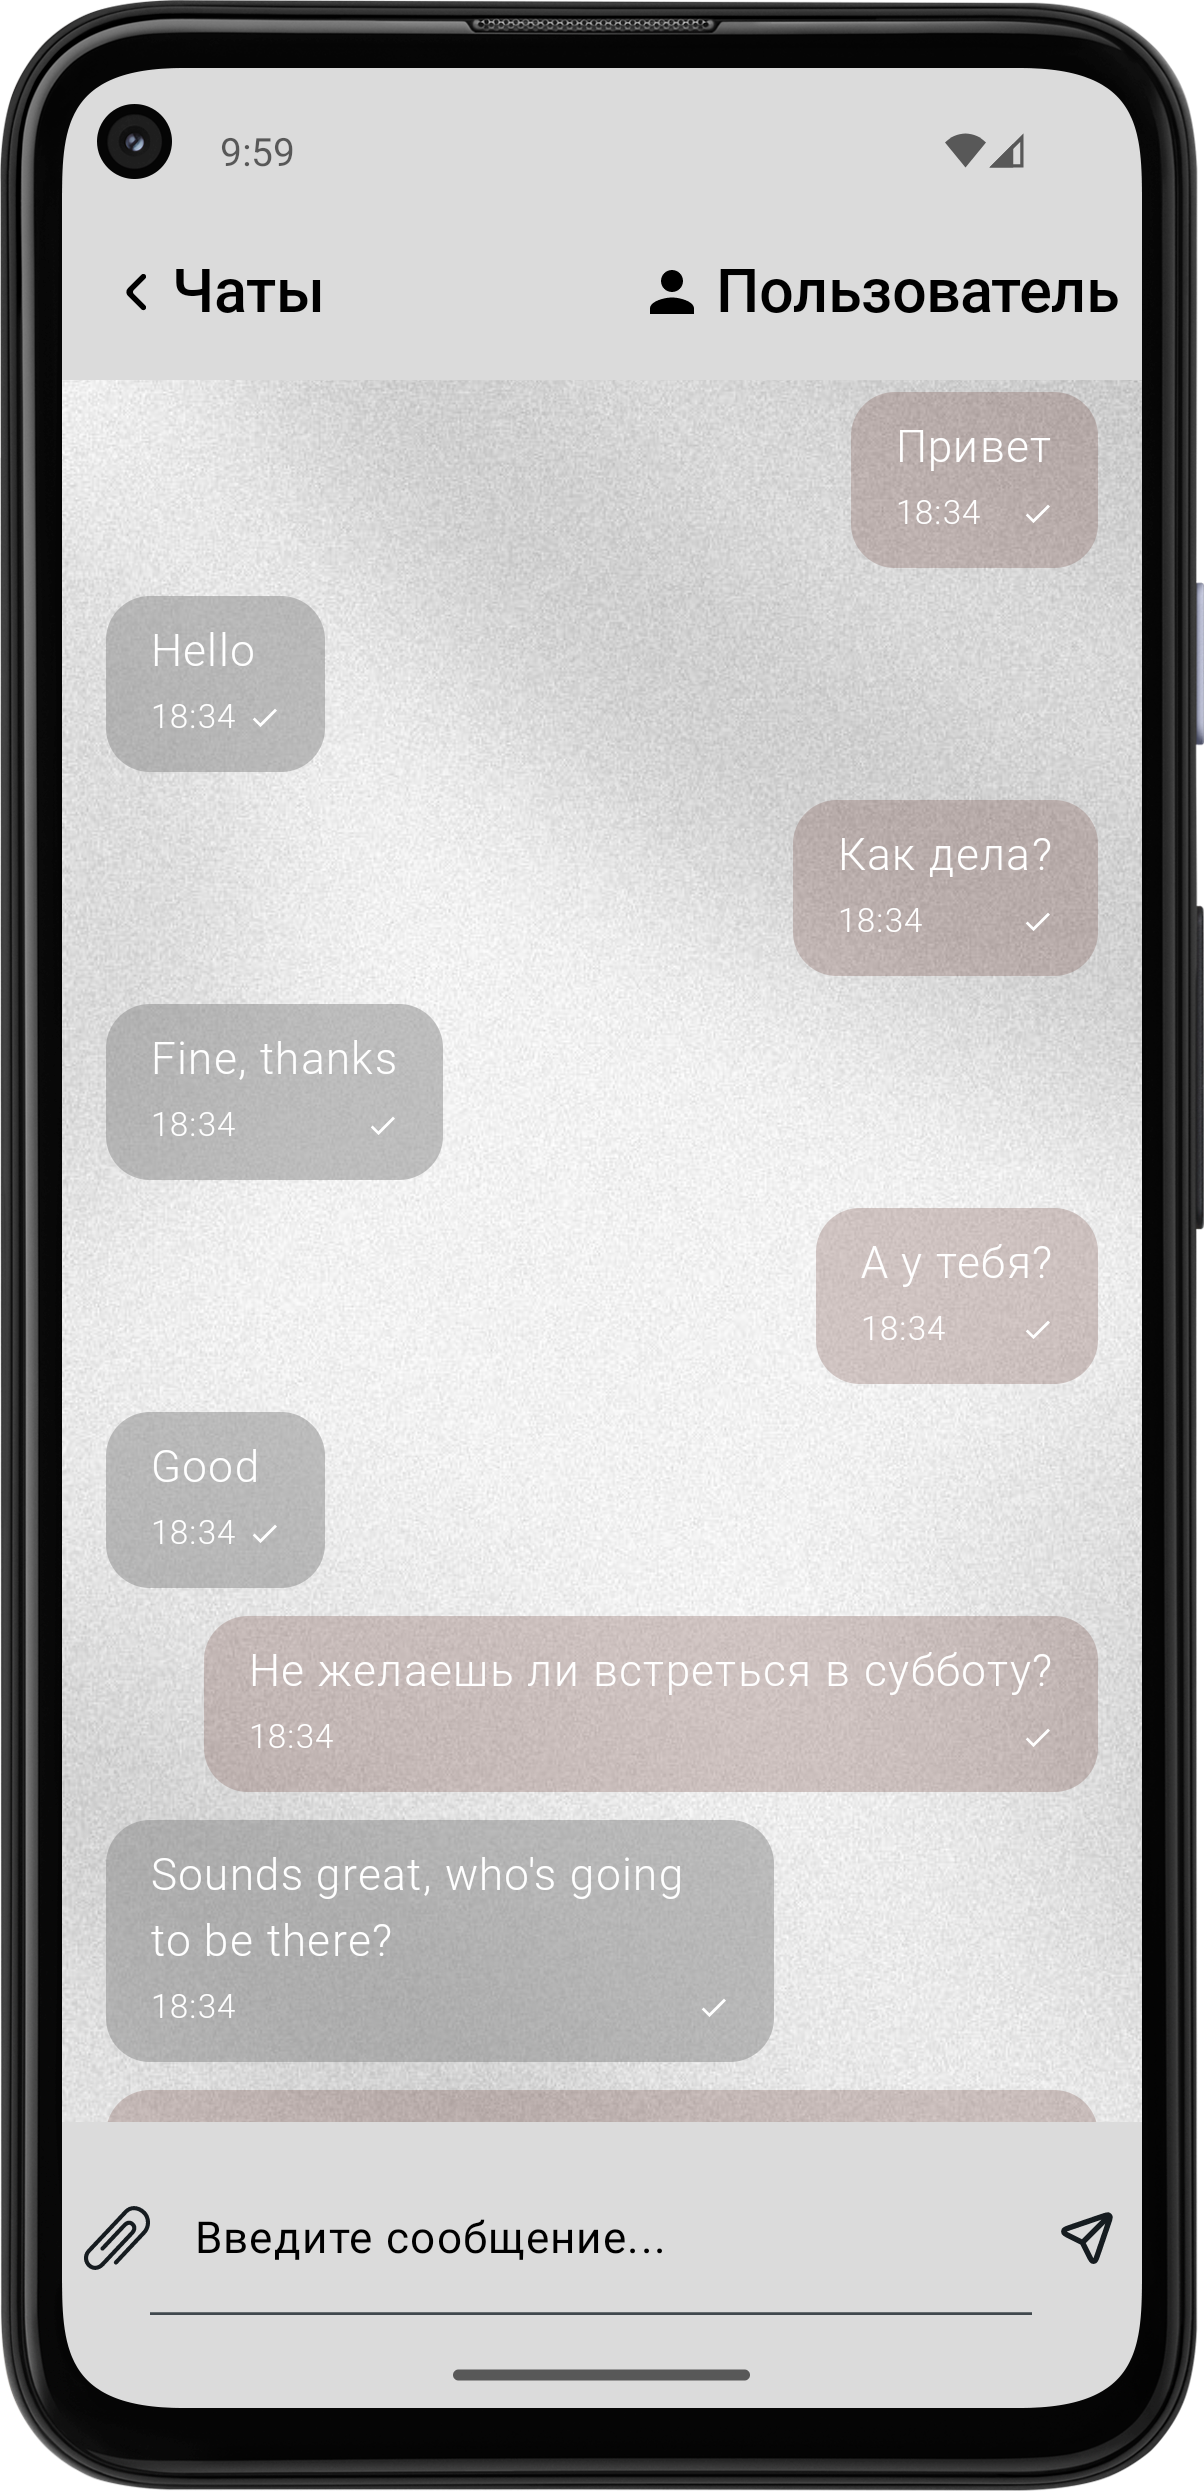 9:59
Чаты
Пользователь
Привет
18:34
Hello
18:34
Как дела?
18:34
Fine, thanks
18:34
А у тебя?
18:34
Good
18:34
Не желаешь ли встреться в субботу?
18:34
Sounds great, who's going
to be there?
18:34
Введите сообщение...